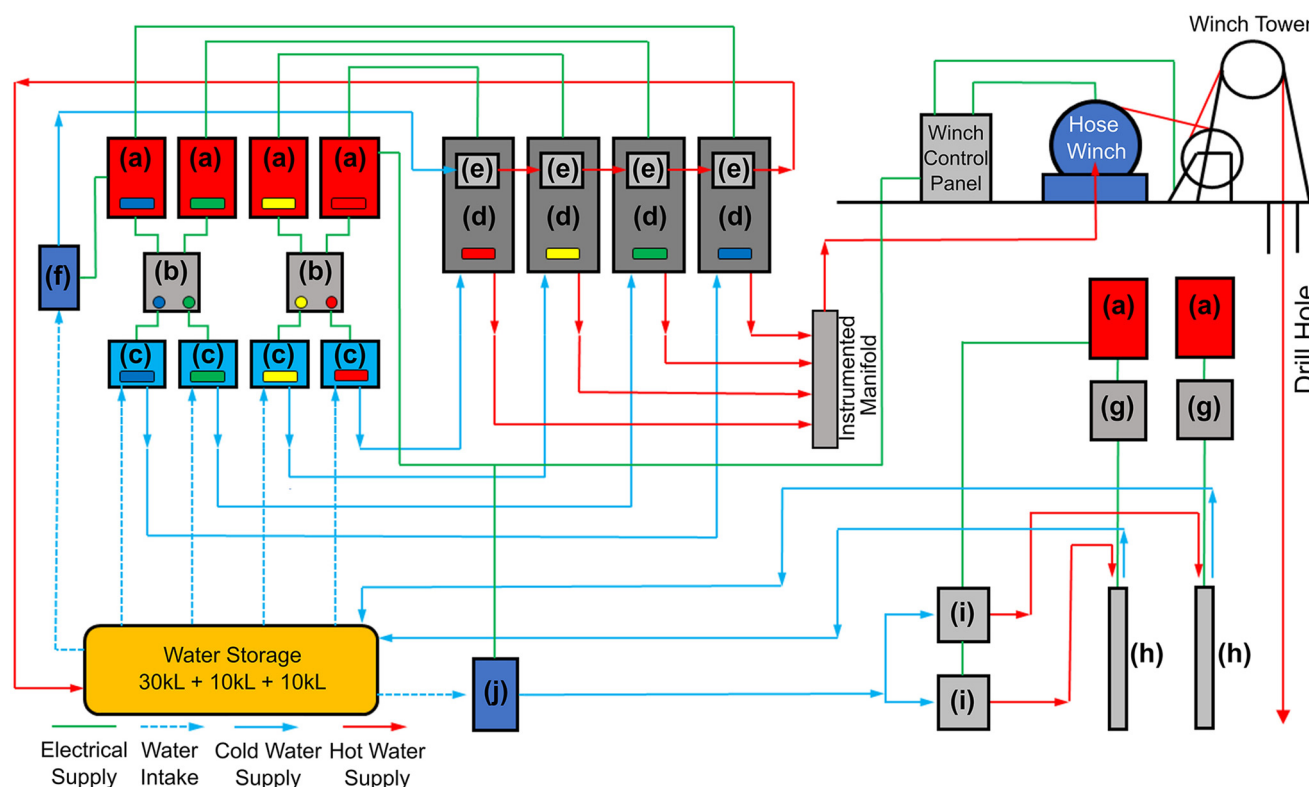 Winch Tower
(a) (a) (a) (a)
(e) (e) (e) (e)
Winch
Control
Panel
Hose
Winch
(d) (d) (d) (d)
(f)
(b) (b)
(c) (c) (c) (c)
Instrumented
Manifold
(a) (a)
(g) (g)
Drill Hole
(i)
(i)
(h) (h)
(j)
Water Storage
30kL + 10kL + 10kL
Electrical
Supply
Water
Intake
Cold Water
Supply
Hot Water
Supply